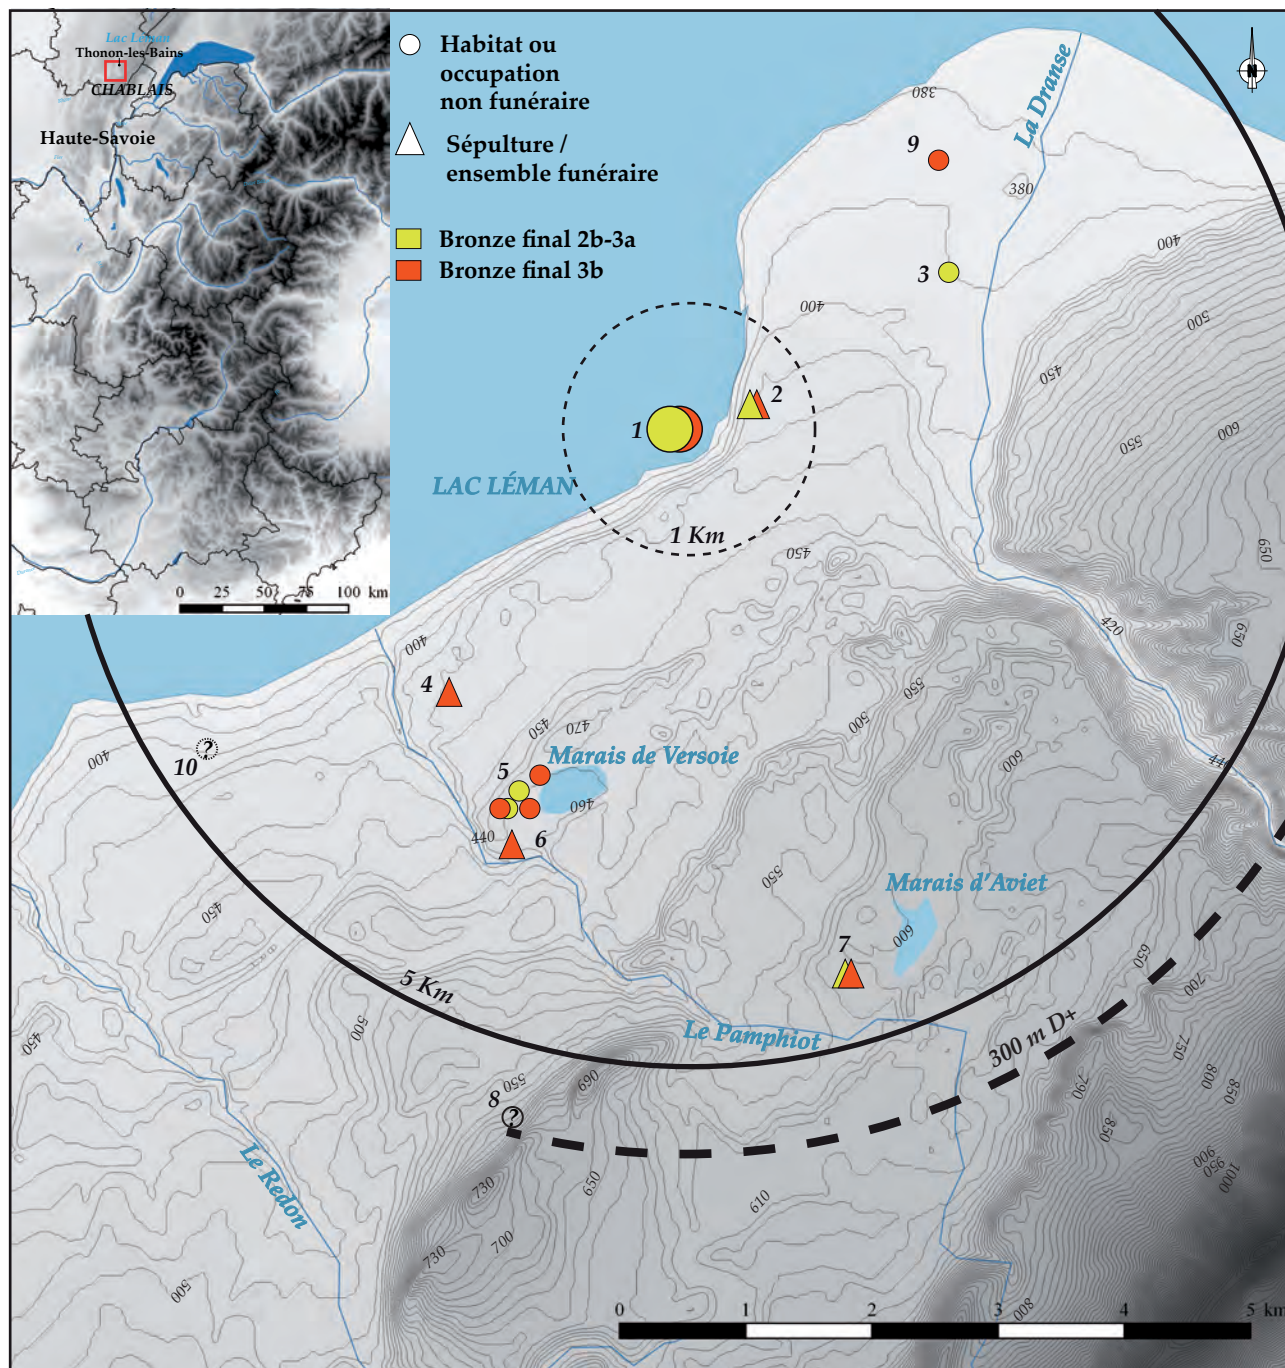 Lac Léman
Thonon-les-Bains
CHABLAIS
Haute-Savoie
0 25 50 75 100 km
Habitat ou
occupation
non funéraire
Sépulture /
ensemble funéraire
Bronze final 2b-3a
Bronze final 3b
N
La Dranse
380
9
380
400
3
400
500
450
2
1
600
550
LAC LÉMAN
1 Km
450
650
420
650
400
4
550
450
470
500
600
Marais de Versoie
440
?
10
400
5
460
440
6
550
Marais d'Aviet
450
600
7
650
700
5 Km
500
450
Le Pamphiot
300 m D+
750
690
550
790
800
850
8
?
850
Le Redon
730
650
610
900
950
1000
700
730
500
800
0 1 2 3 4 5 km